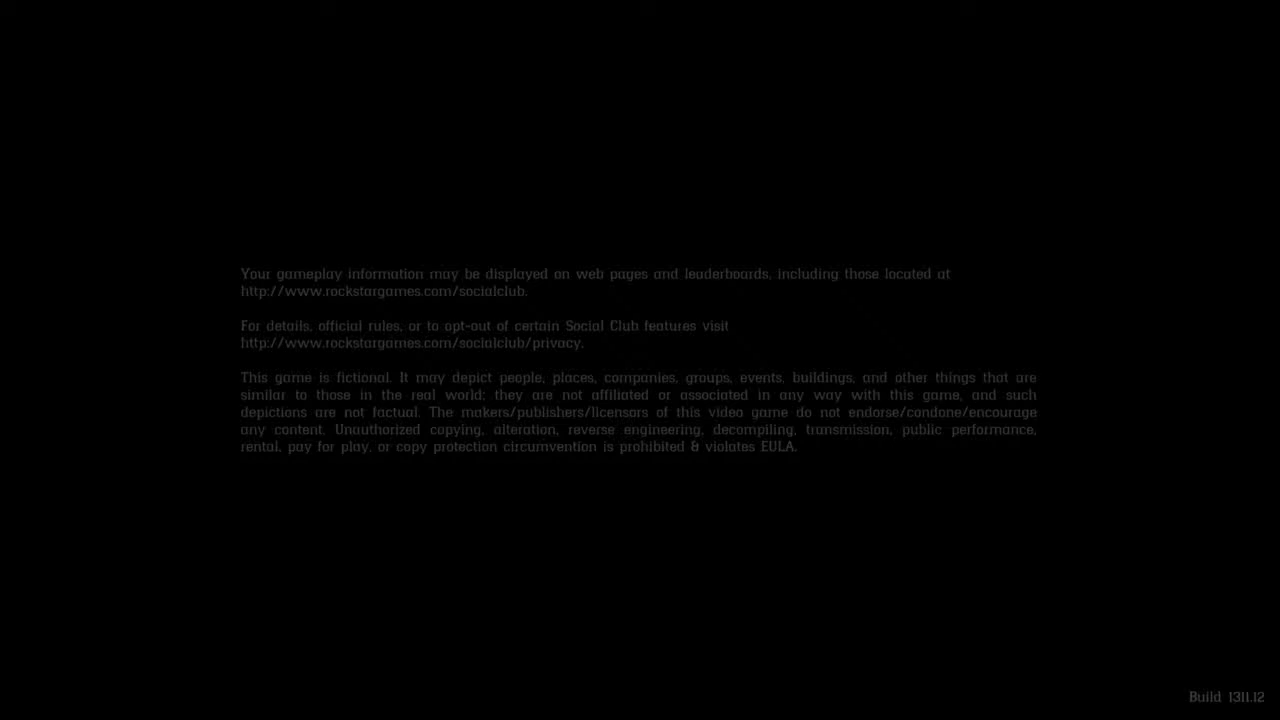 Your gameplay information may be displayed on web pages and leaderboards, including those located at
http://www.rockstargames.com/socialclub.
For details, official rules, or to opt-out of certain Social Club features visit
http://www.rockstargames.com/socialclub/privacy.
This game is fictional. It may depict people, places, companies, groups, events, buildings, and other things that are
similar to those in the real world; they are not affiliated or associated in any way with this game, and such
depictions are not factual. The makers/publishers/licensors of this video game do not endorse/condone/encourage
any content. Unauthorized copying, alteration, reverse engineering, decompiling, transmission, public performance,
rental, pay for play, or copy protection circumvention is prohibited & violates EULA.
Build 1311.12